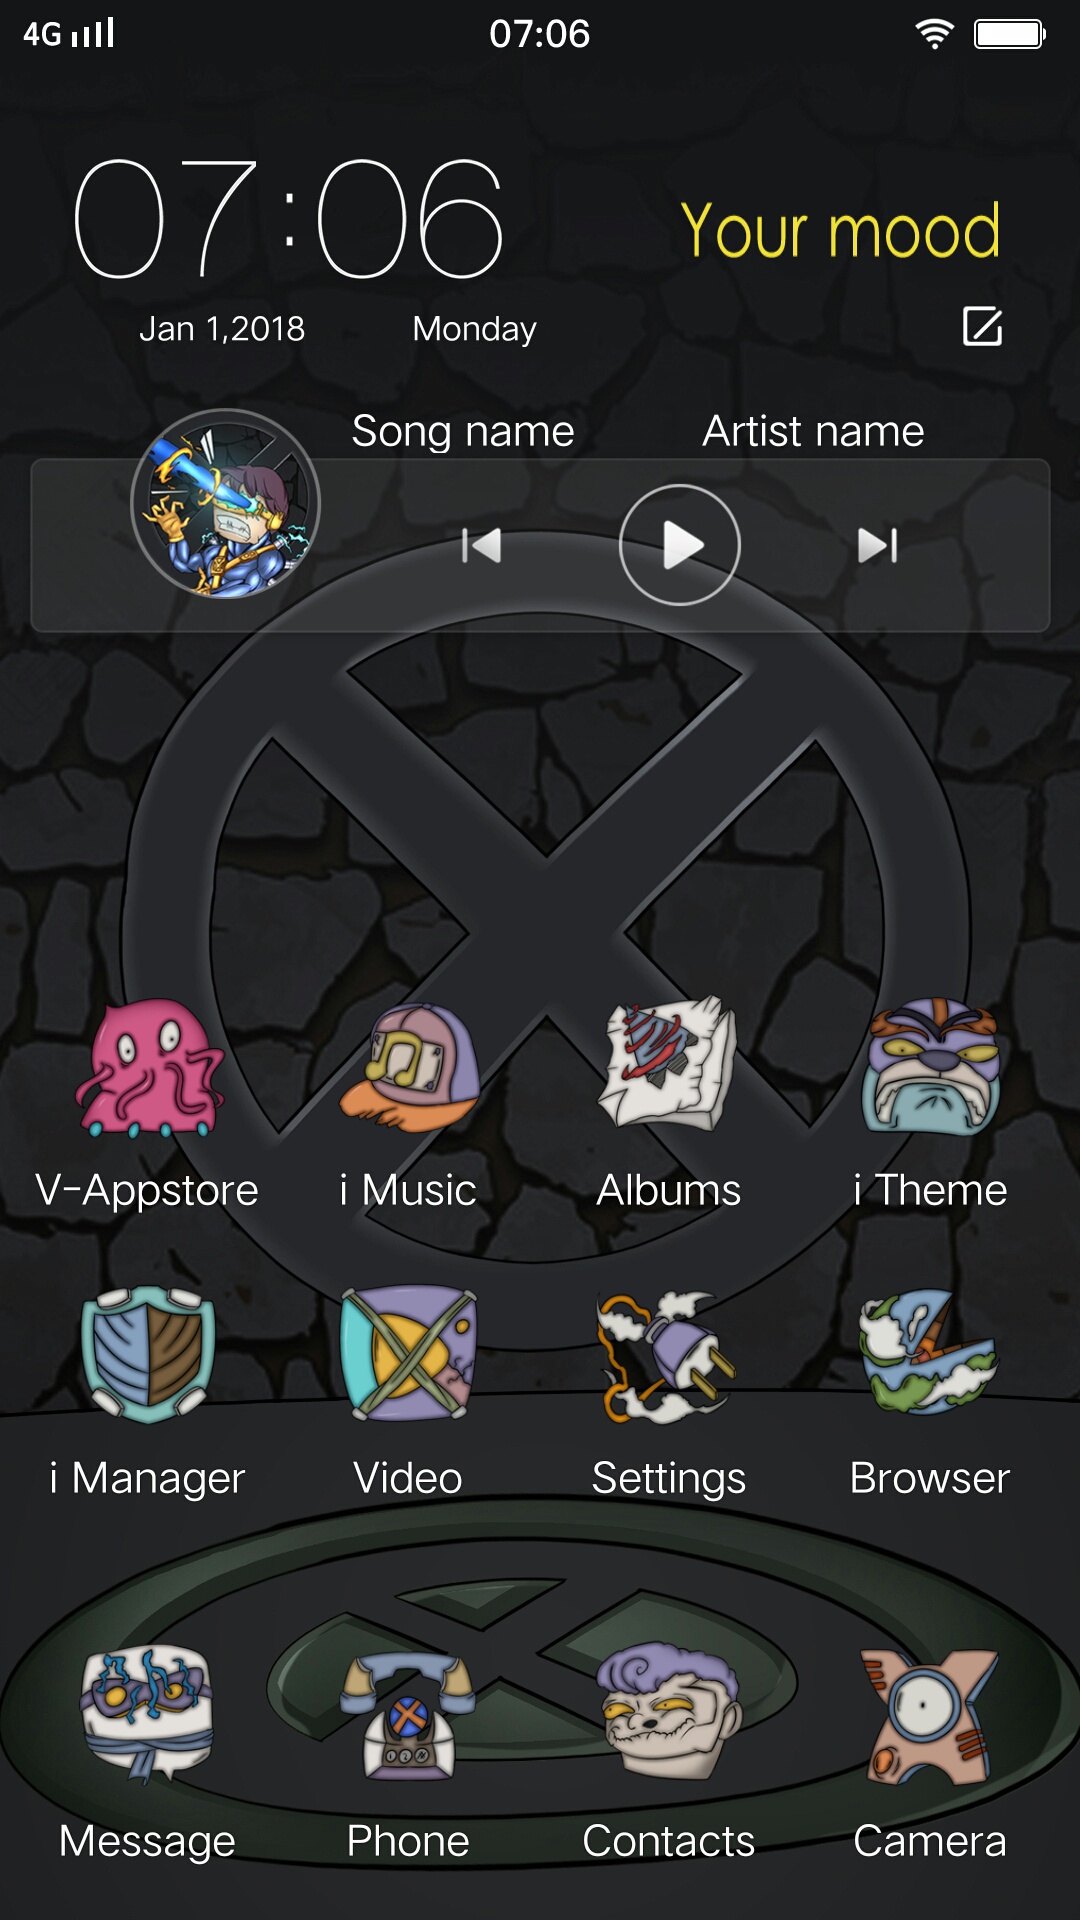 4G 07:06
07:06
Your mood
Jan 1,2018 Monday
Song name Artist name
V-Appstore i Music Albums i Theme
i Manager Video Settings Browser
Message Phone Contacts Camera